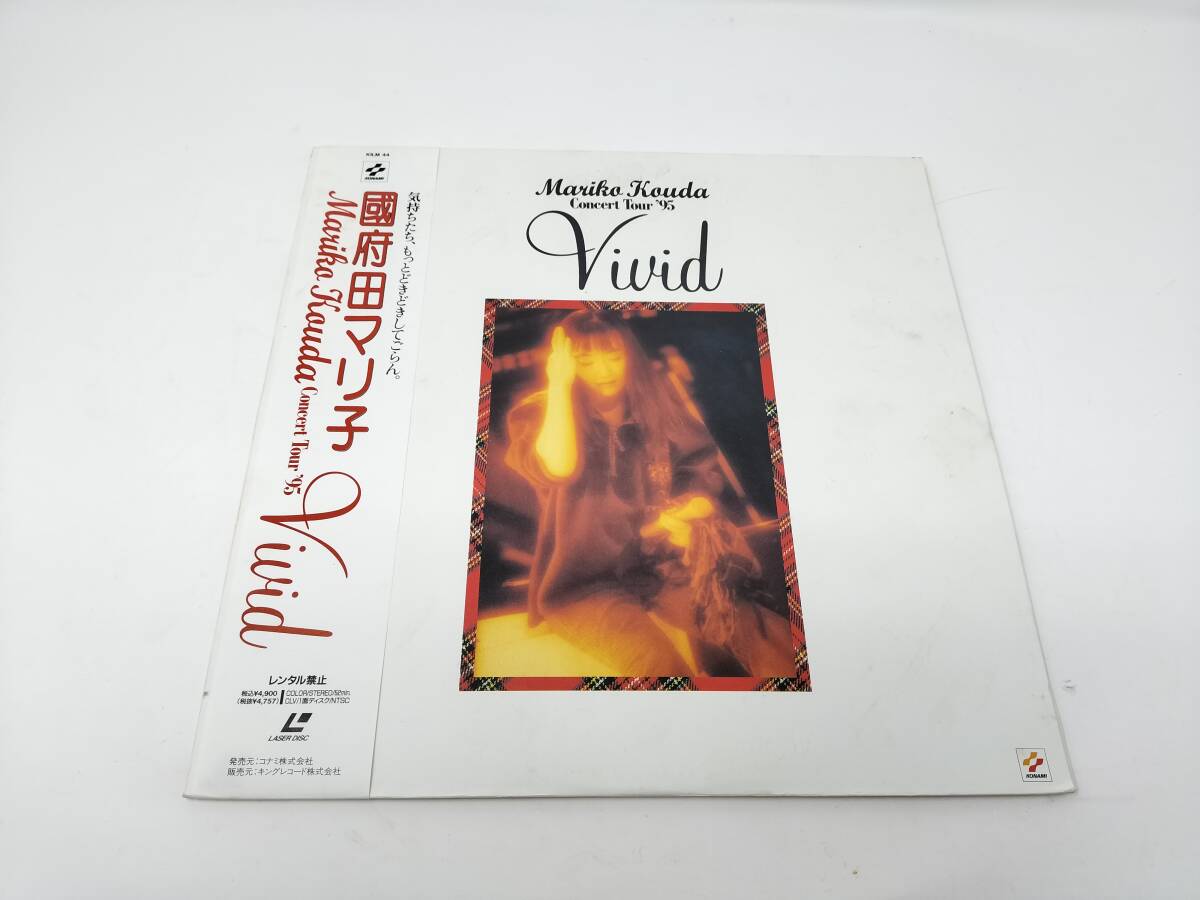 KILM 44
KONAMI
気持ちたち、もっとどきどきしてごらん。
國府田マリ子
Mariko Kouda Concert Tour '95
Vivid
レンタル禁止
税込¥4,900
(税抜¥4,757)
COLOR/STEREO/52min.
CLV/1面ディスク/NTSC
LASER DISC
発売元:コナミ株式会社
販売元:キングレコード株式会社
Mariko Kouda
Concert Tour '95
Vivid
KONAMI